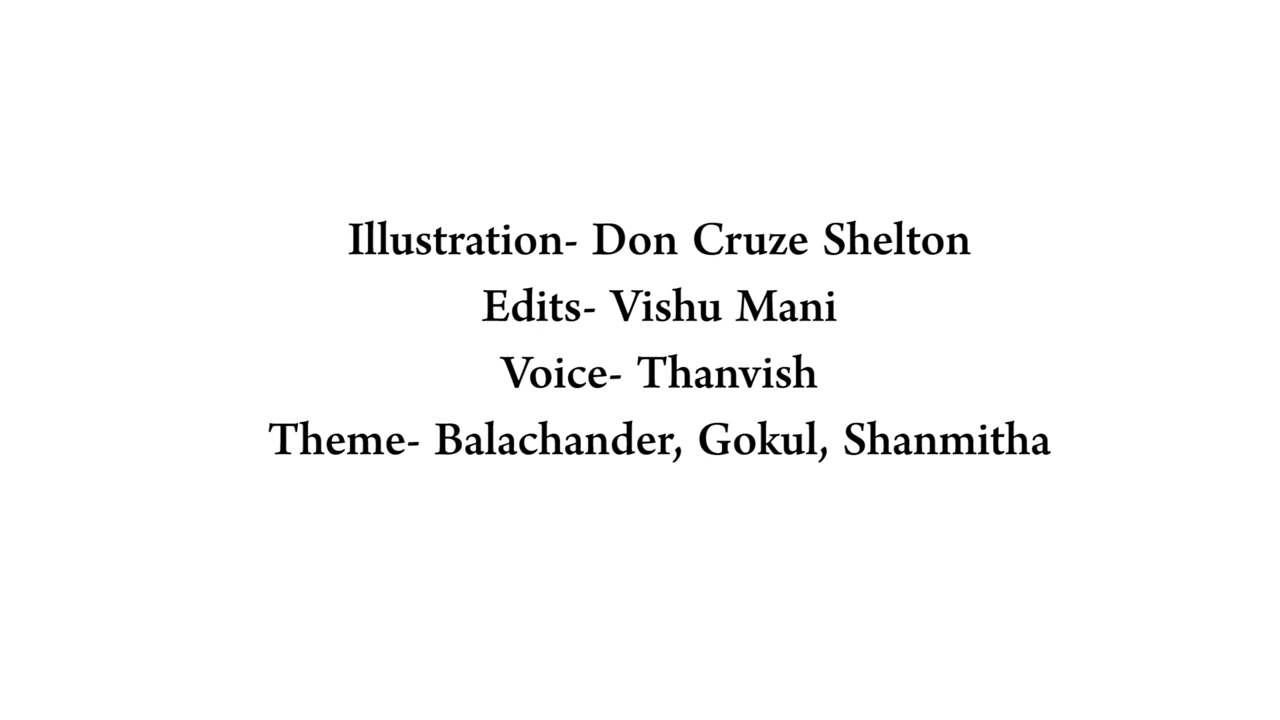 Illustration- Don Cruze Shelton
Edits- Vishu Mani
Voice- Thanvish
Theme- Balachander, Gokul, Shanmitha